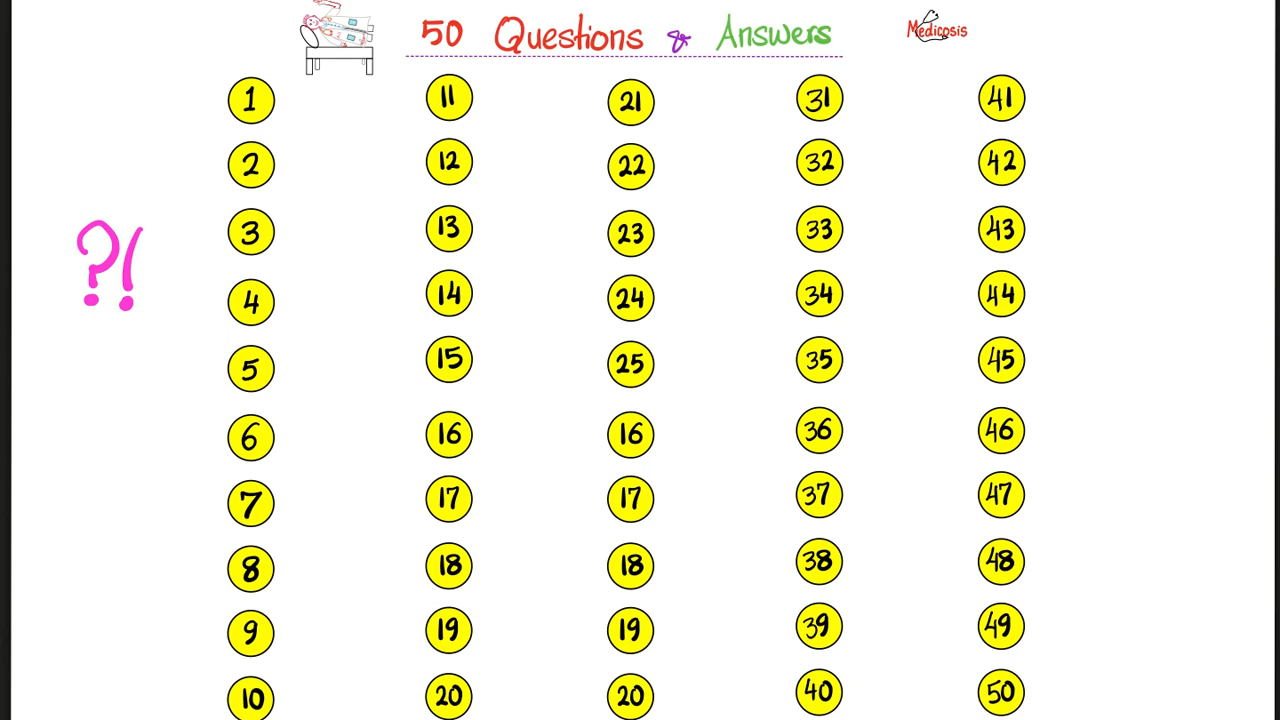 50 Questions & Answers
Medicosis
1 11 21 31 41
2 12 22 32 42
?! 3 13 23 33 43
4 14 24 34 44
5 15 25 35 45
6 16 16 36 46
7 17 17 37 47
8 18 18 38 48
9 19 19 39 49
10 20 20 40 50